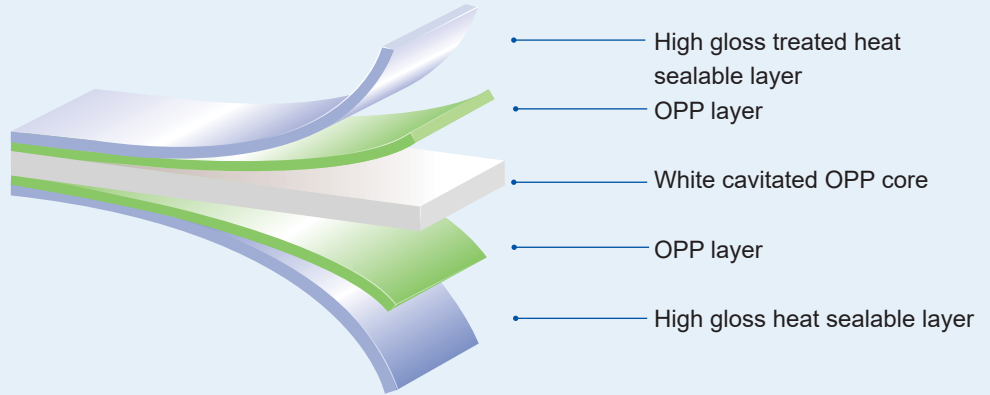 High gloss treated heat
sealable layer
OPP layer
White cavitated OPP core
OPP layer
High gloss heat sealable layer